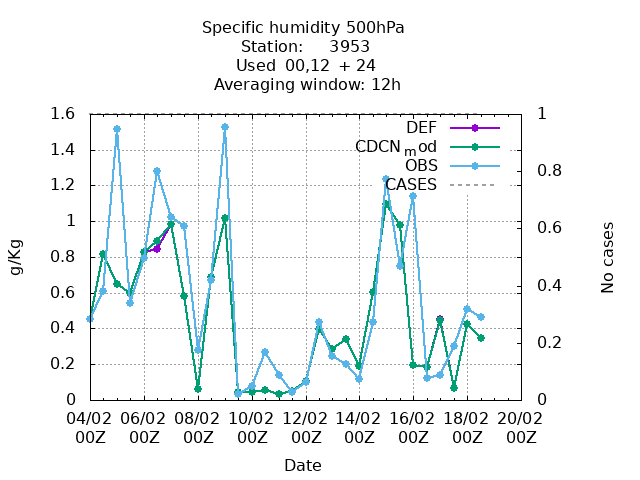 Specific humidity 500hPa
Station: 3953
Used 00,12 + 24
Averaging window: 12h
DEF
CDCNmod
OBS
CASES
g/Kg
1.6
1.4
1.2
1
0.8
0.6
0.4
0.2
0
No cases
1
0.8
0.6
0.4
0.2
0
04/02 06/02 08/02 10/02 12/02 14/02 16/02 18/02 20/02
00Z 00Z 00Z 00Z 00Z 00Z 00Z 00Z 00Z
Date